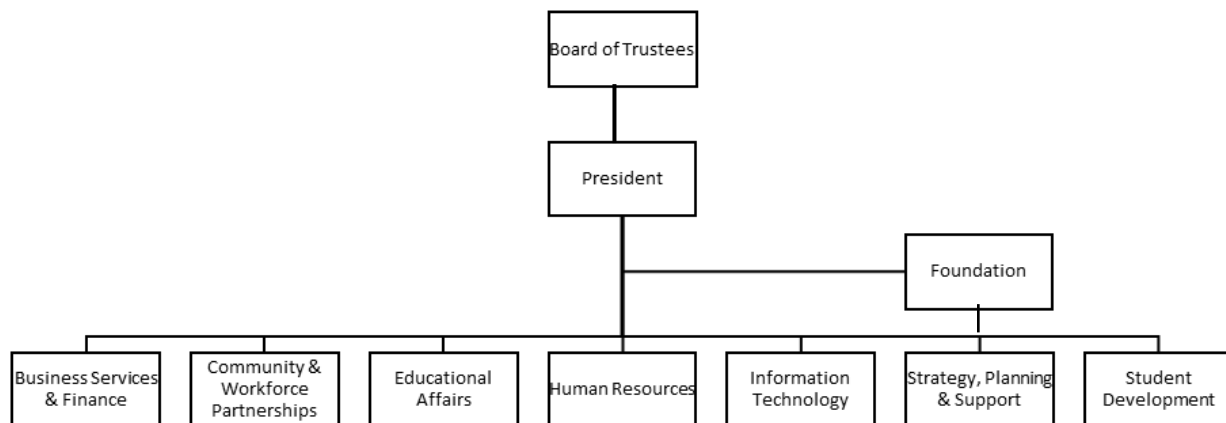 Board of Trustees
President
Foundation
Business Services
& Finance
Community &
Workforce
Partnerships
Educational
Affairs
Human Resources
Information
Technology
Strategy, Planning
& Support
Student
Development